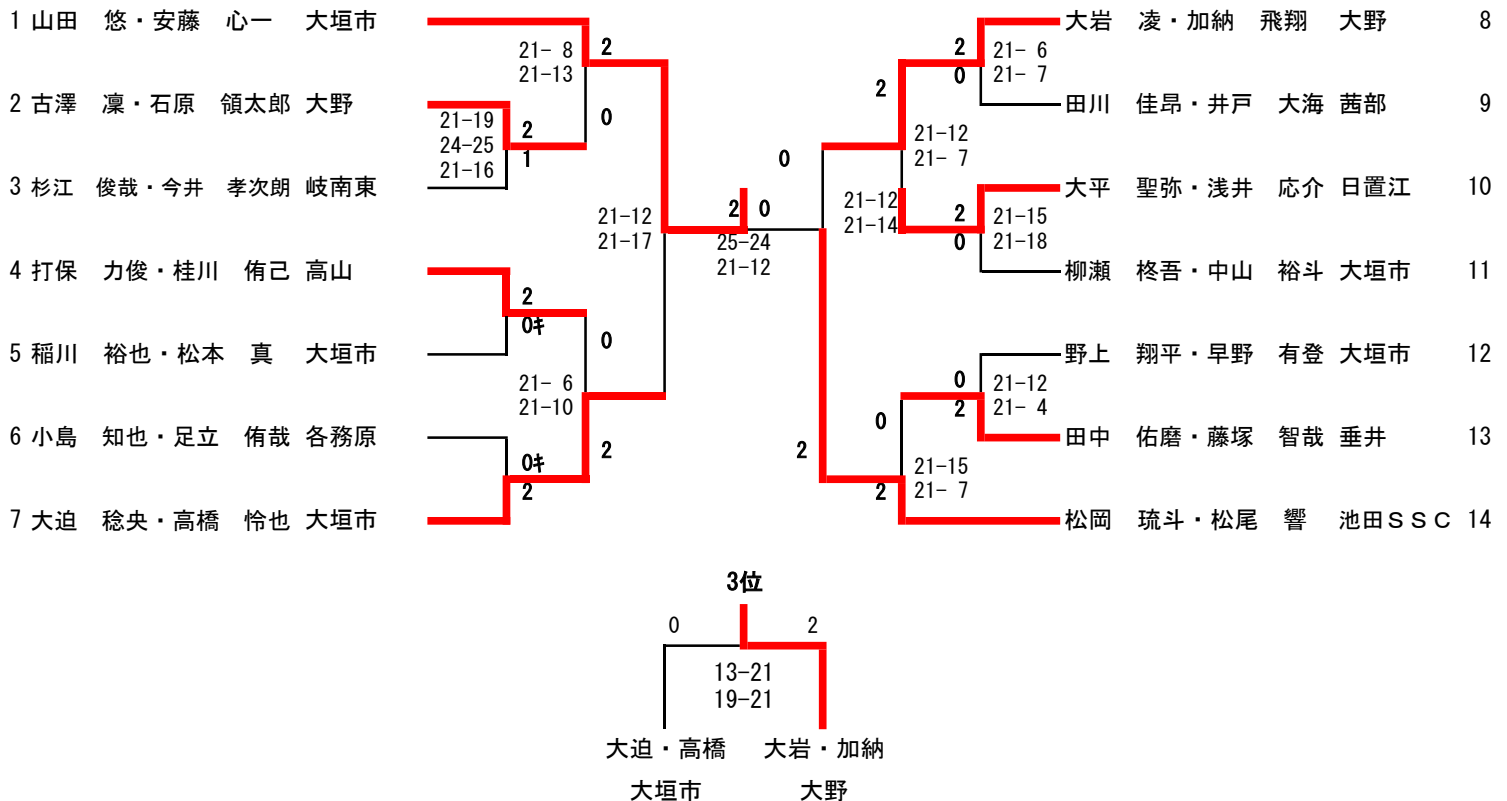 1 山田　悠・安藤　心一　大垣市
2 古澤　凜・石原　領太郎 大野
3 杉江　俊哉・今井　孝次朗 岐南東
4 打保　力俊・桂川　侑己 高山
5 稲川　裕也・松本　真　大垣市
6 小島　知也・足立　侑哉 各務原
7 大迫　稔央・高橋　怜也 大垣市
21- 8
21-13
2
0
21-19
24-25
21-16
2
1
2
0キ
0
21- 6
21-10
2
0キ
2
21-12
21-17
2 0
25-24
21-12
0
2
大岩　凌・加納　飛翔　大野 8
田川　佳昂・井戸　大海 茜部 9
大平　聖弥・浅井　応介 日置江 10
柳瀬　柊吾・中山　裕斗 大垣市 11
野上　翔平・早野　有登 大垣市 12
田中　佑磨・藤塚　智哉 垂井 13
松岡　琉斗・松尾　響　池田ＳＳＣ 14
2
0
21- 6
21- 7
2
21-12
21- 7
21-12
21-14
2
0
21-15
21-18
0
2
21-12
21- 4
0
2
21-15
21- 7
3位
0 2
13-21
19-21
大迫・高橋 大岩・加納
大垣市 大野